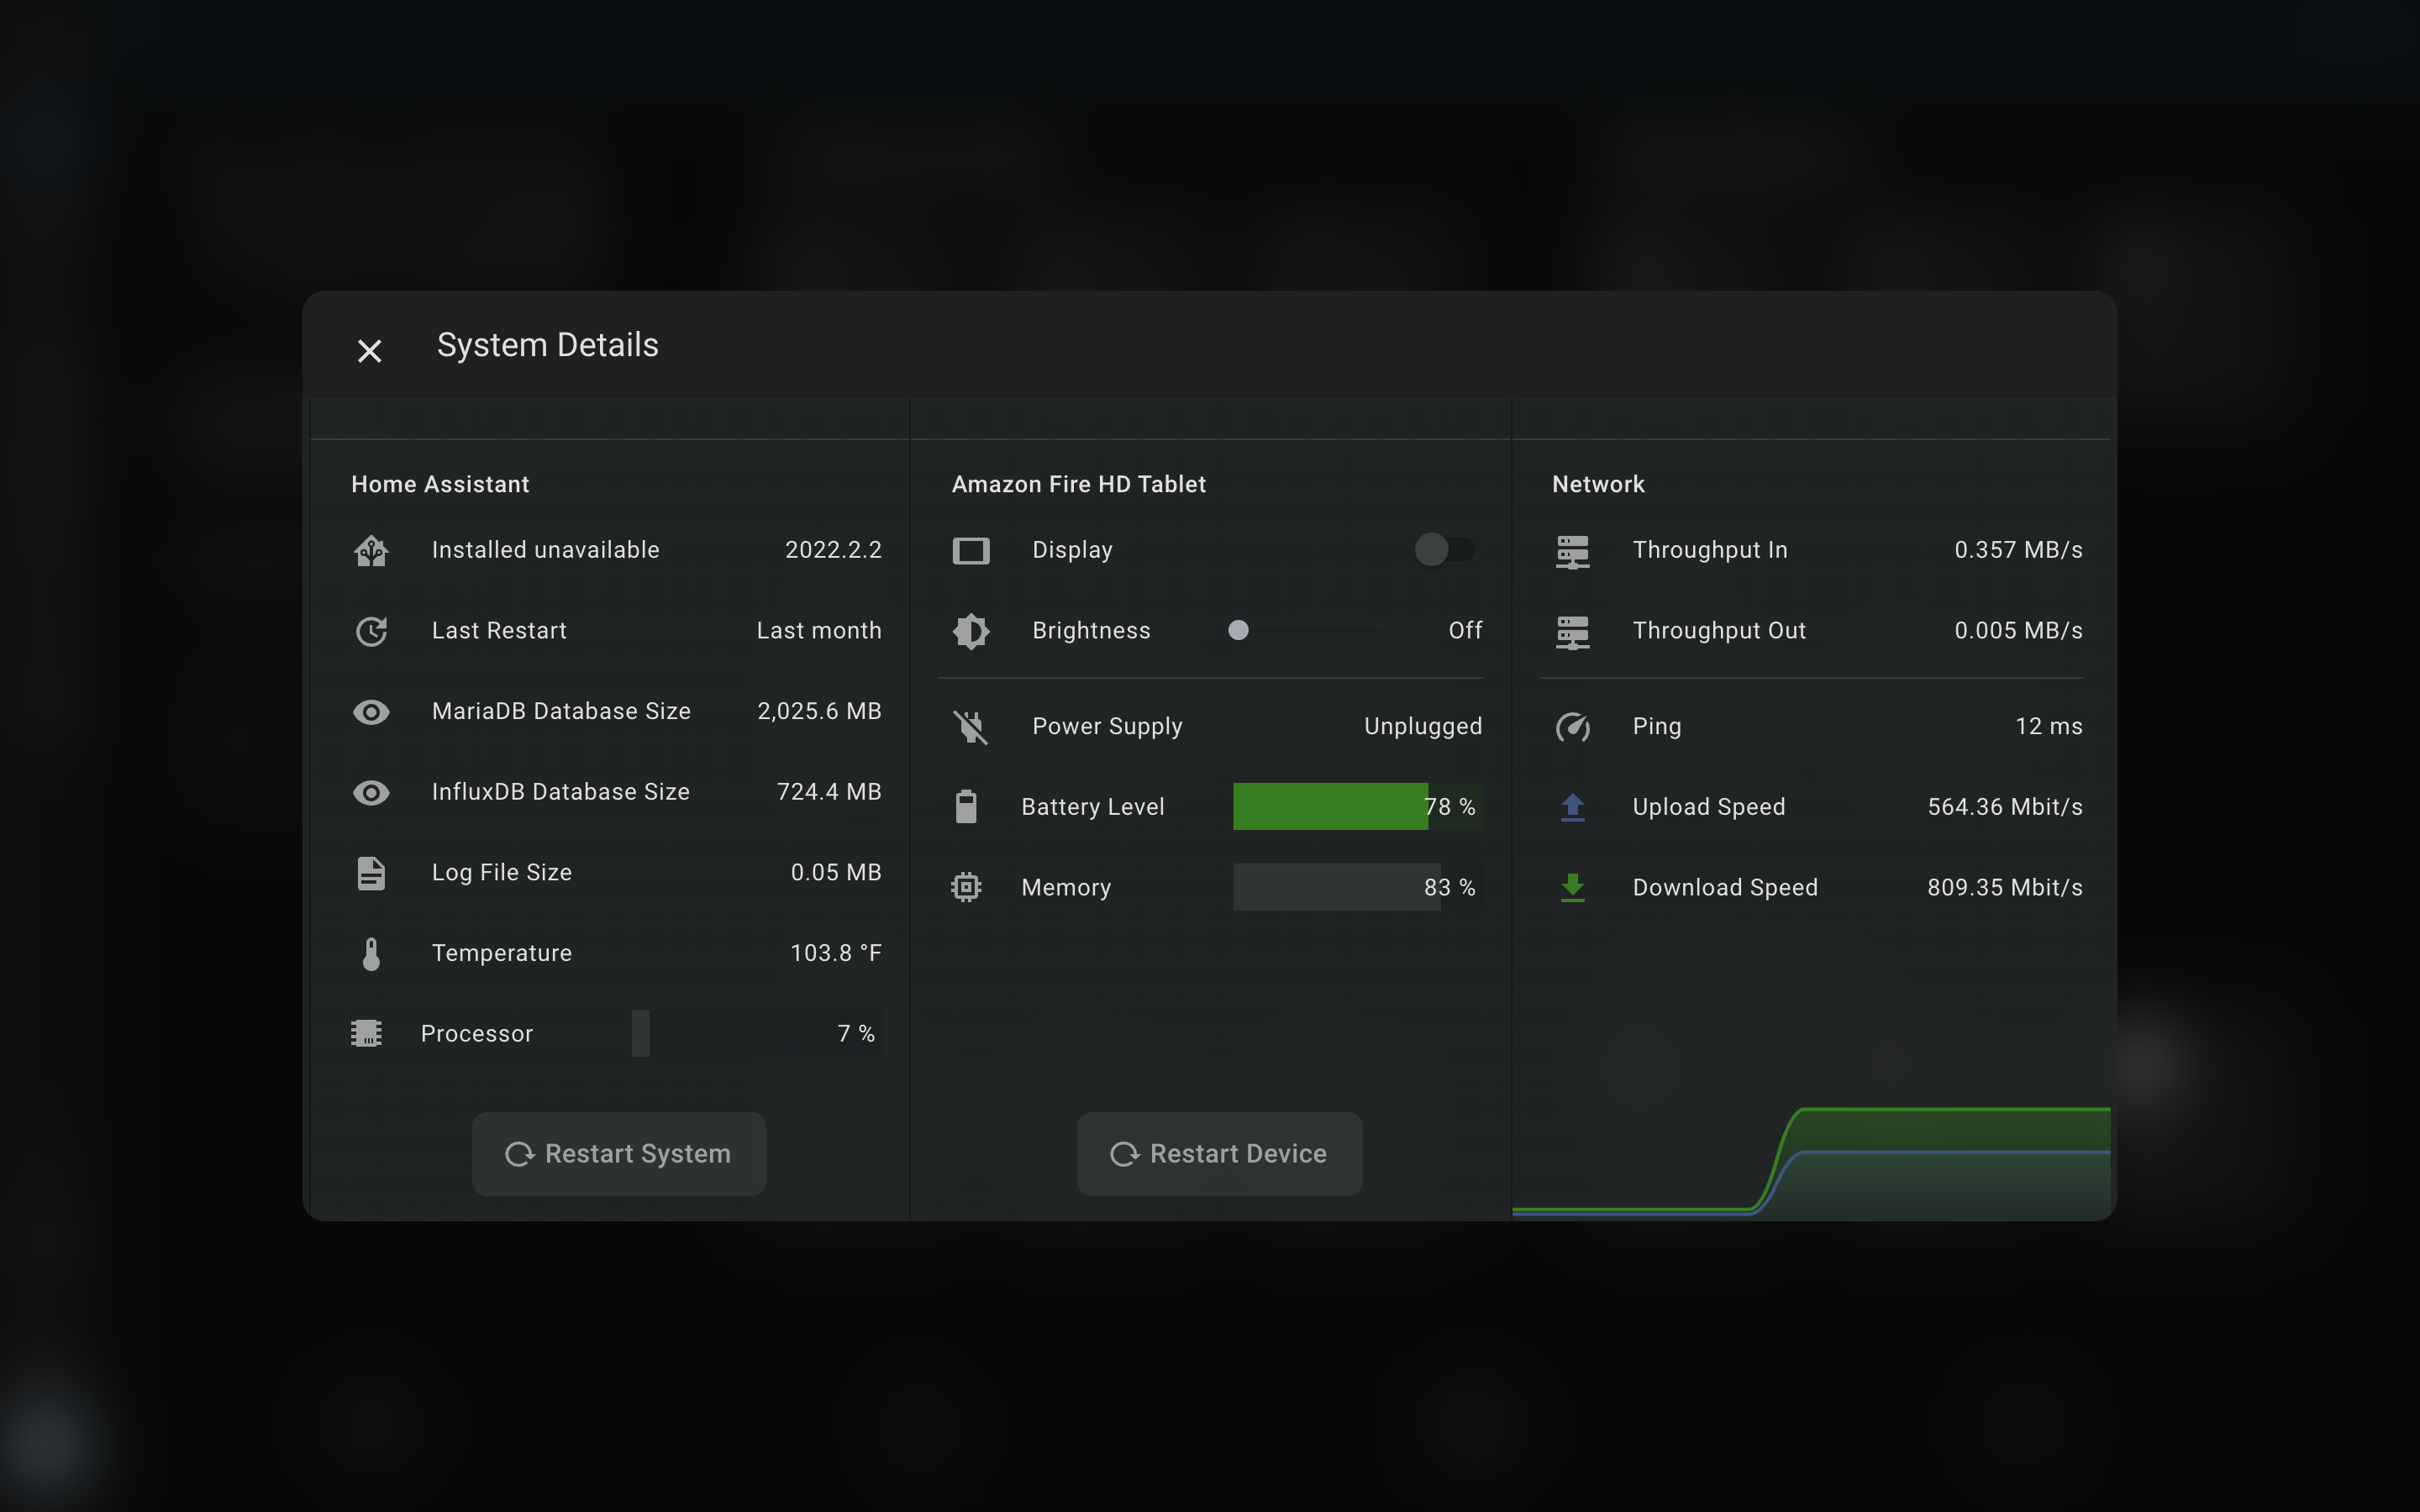 System Details
Home Assistant
Installed unavailable 2022.2.2
Last Restart Last month
MariaDB Database Size 2,025.6 MB
InfluxDB Database Size 724.4 MB
Log File Size 0.05 MB
Temperature 103.8 °F
Processor 7 %
Restart System
Amazon Fire HD Tablet
Display
Brightness Off
Power Supply Unplugged
Battery Level 78 %
Memory 83 %
Restart Device
Network
Throughput In 0.357 MB/s
Throughput Out 0.005 MB/s
Ping 12 ms
Upload Speed 564.36 Mbit/s
Download Speed 809.35 Mbit/s